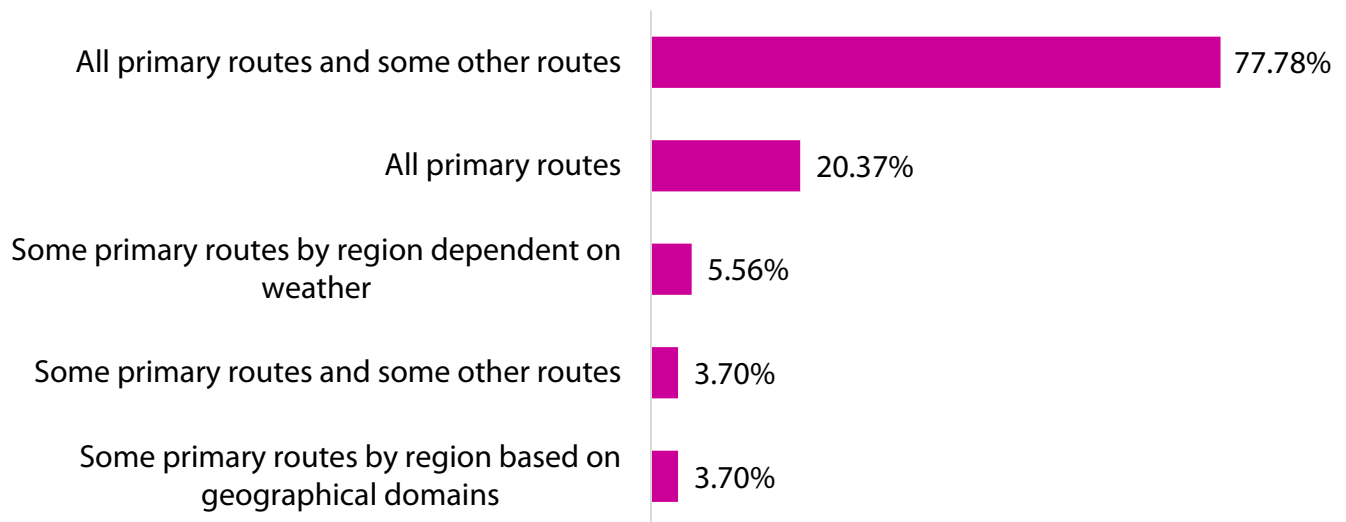 All primary routes and some other routes
77.78%
All primary routes
20.37%
Some primary routes by region dependent on
weather
5.56%
Some primary routes and some other routes
3.70%
Some primary routes by region based on
geographical domains
3.70%